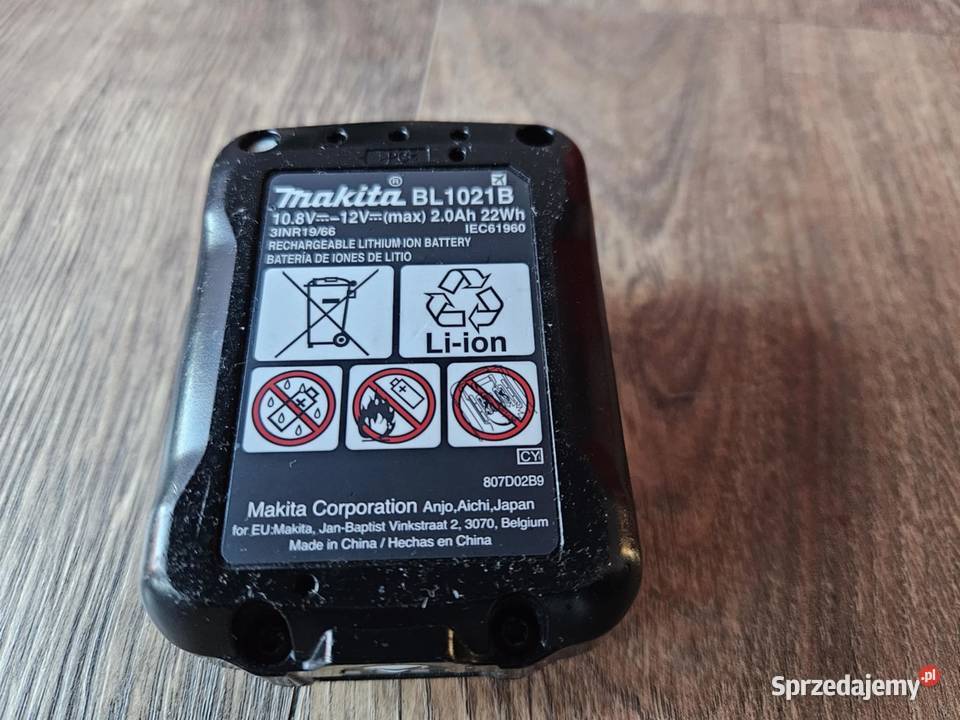 makita® BL1021B
10.8V⎓-12V⎓(max) 2.0Ah 22Wh
3INR19/66 IEC61960
RECHARGEABLE LITHIUM ION BATTERY
BATERÍA DE IONES DE LITIO
Li-ion
CY
807D02B9
Makita Corporation Anjo,Aichi,Japan
for EU:Makita, Jan-Baptist Vinkstraat 2, 3070, Belgium
Made in China / Hechas en China
Sprzedajemy.pl